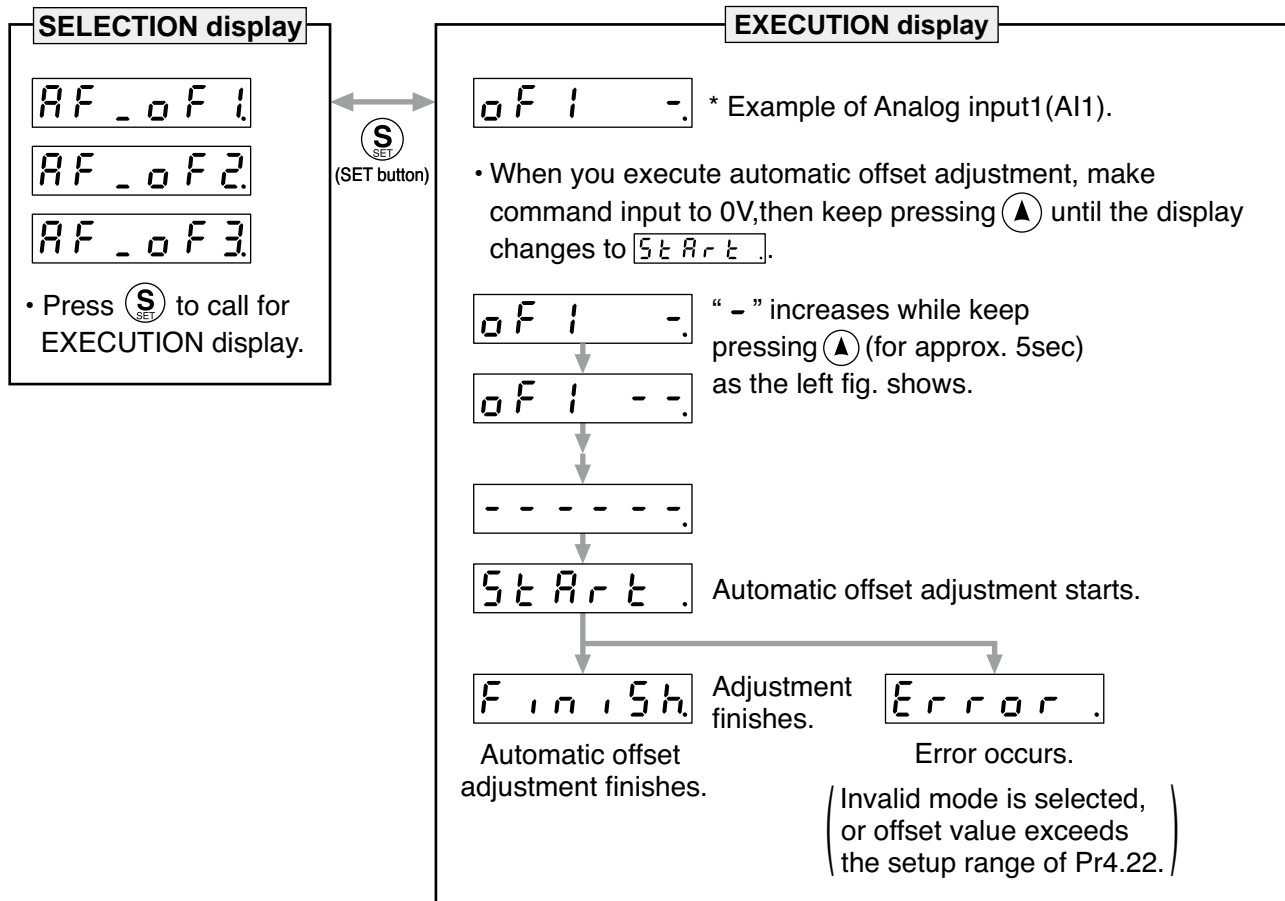 SELECTION display
AF_oF1.
AF_oF2.
AF_oF3.
• Press S SET to call for
EXECUTION display.
S SET
(SET button)
EXECUTION display
oF1 -. * Example of Analog input1(AI1).
• When you execute automatic offset adjustment, make
command input to 0V,then keep pressing ▲ until the display
changes to StArt ..
oF1 -.
“ - ” increases while keep
pressing ▲ (for approx. 5sec)
as the left fig. shows.
oF1 --.
------.
StArt . Automatic offset adjustment starts.
FiniSh.
Adjustment
finishes.
Error .
Automatic offset
adjustment finishes.
Error occurs.
(Invalid mode is selected,
or offset value exceeds
the setup range of Pr4.22.)